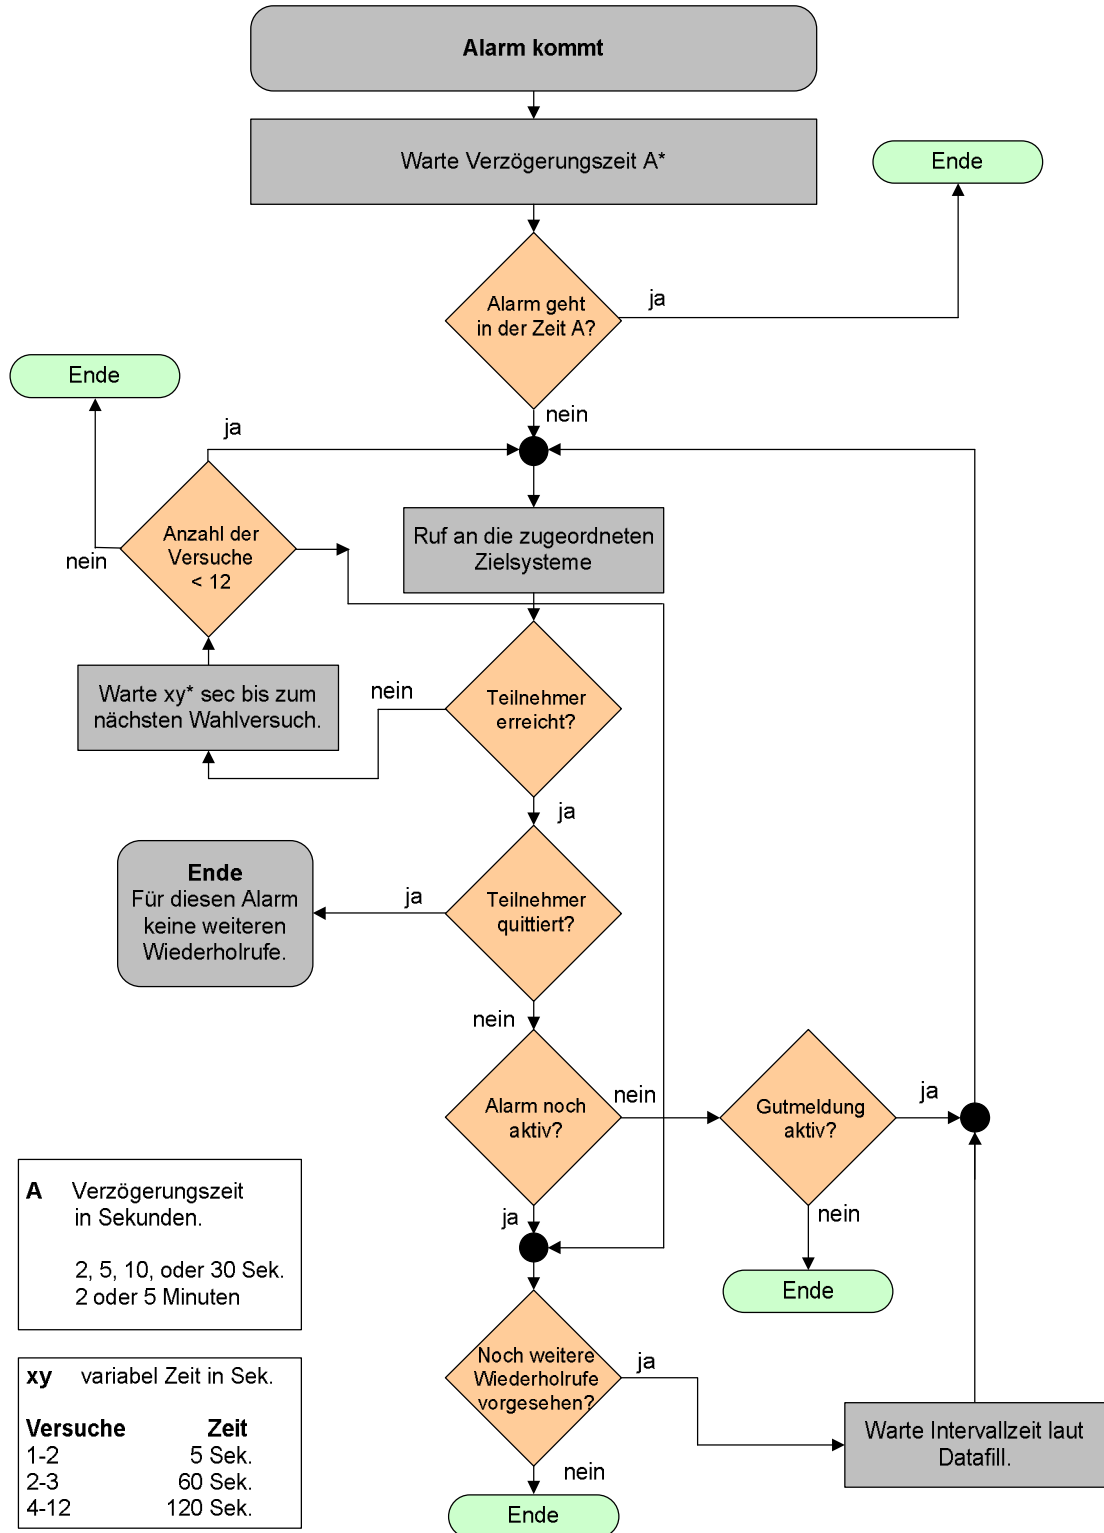 Alarm kommt
Warte Verzögerungszeit A*
Ende
Alarm geht
in der Zeit A?
ja
nein
Ende
ja
Anzahl der
Versuche
< 12
nein
Ruf an die zugeordneten
Zielsysteme
Warte xy* sec bis zum
nächsten Wahlversuch.
nein
Teilnehmer
erreicht?
ja
Ende
Für diesen Alarm
keine weiteren
Wiederholrufe.
ja
Teilnehmer
quittiert?
nein
Alarm noch
aktiv?
nein
Gutmeldung
aktiv?
ja
ja
nein
Ende
A Verzögerungszeit
in Sekunden.
2, 5, 10, oder 30 Sek.
2 oder 5 Minuten
Noch weitere
Wiederholrufe
vorgesehen?
ja
Warte Intervallzeit laut
Datafill.
nein
Ende
xy variabel Zeit in Sek.
Versuche Zeit
1-2 5 Sek.
2-3 60 Sek.
4-12 120 Sek.